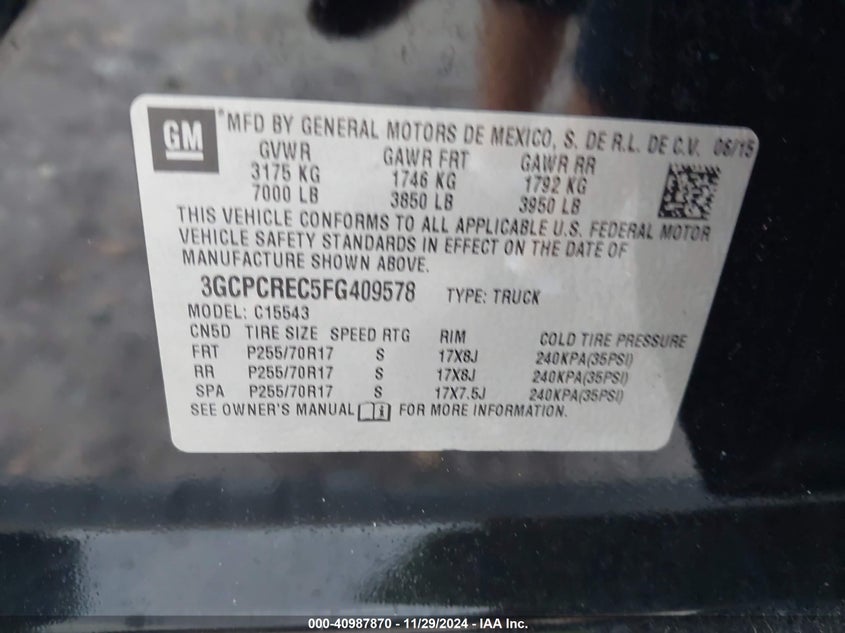 GM
MFD BY GENERAL MOTORS DE MEXICO, S. DE R.L. DE C.V. 06/15
GVWR GAWR FRT GAWR RR
3175 KG 1746 KG 1792 KG
7000 LB 3850 LB 3950 LB
THIS VEHICLE CONFORMS TO ALL APPLICABLE U.S. FEDERAL MOTOR
VEHICLE SAFETY STANDARDS IN EFFECT ON THE DATE OF
MANUFACTURE SHOWN ABOVE.
3GCPCREC5FG409578 TYPE: TRUCK
MODEL: C15543
CN5D TIRE SIZE SPEED RTG RIM COLD TIRE PRESSURE
FRT P255/70R17 S 17X8J 240KPA(35PSI)
RR P255/70R17 S 17X8J 240KPA(35PSI)
SPA P255/70R17 S 17X7.5J 240KPA(35PSI)
SEE OWNER'S MANUAL i FOR MORE INFORMATION.
000-40987870 - 11/29/2024 - IAA Inc.